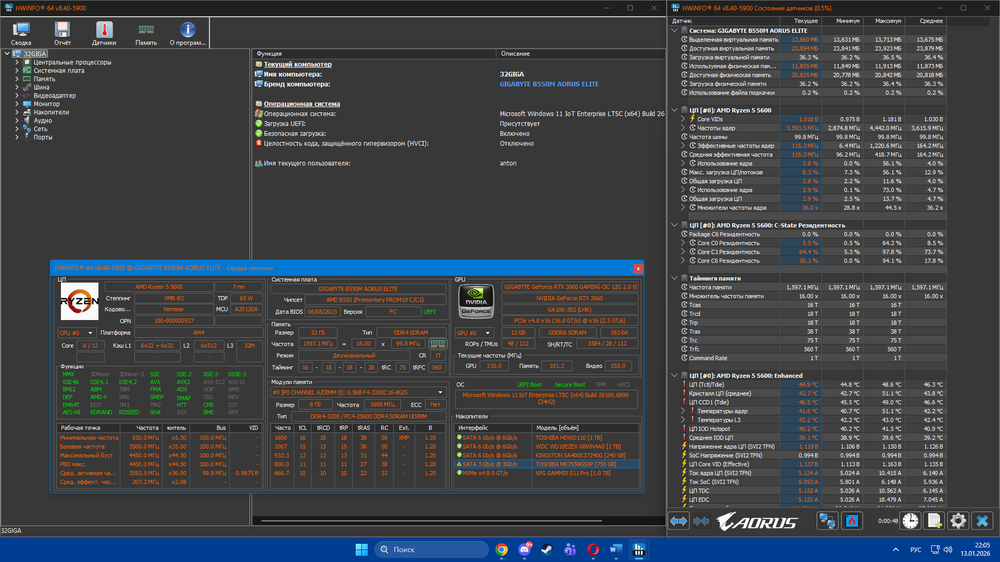 HWiNFO® 64 v8.40-5900
Сводка
Отчёт
Датчики
Память
О програм...
32GIGA
Центральные процессоры
Системная плата
Память
Шина
Видеоадаптер
Монитор
Накопители
Аудио
Сеть
Порты
Функция Описание
Текущий компьютер
Имя компьютера: 32GIGA
Бренд компьютера: GIGABYTE B550M AORUS ELITE
Операционная система
Операционная система: Microsoft Windows 11 IoT Enterprise LTSC (x64) Build 26
Загрузка UEFI: Присутствует
Безопасная загрузка: Включено
Целостность кода, защищённого гипервизором (HVCI): Отключено
Имя текущего пользователя: anton
HWiNFO® 64 v8.40-5900 @ GIGABYTE B550M AORUS ELITE - Сводка системы
x
ЦП
RYZEN
AMD Ryzen 5 5600 7 nm
Степпинг VMR-B2 TDP 65 W
Кодово... Vermeer MCU A20120A
OPN 100-000000927
CPU #0 Платформа AM4
Core 6 / 12 Кэш L1 6x32 + 6x32 L2 6x512 L3 32M
- - -
Функции
MMX 3DNow! 3DNow!-2 SSE SSE-2 SSE-3 SSSE-3
SSE4A SSE4.1 SSE4.2 AVX AVX2 AVX-512 AVX10
BMI2 ABM TBM FMA ADX XOP AMX
DEP AMD-V SMX SMEP SMAP TSX MPX
EM64T EIST TM1 TM2 HTT CPB SST
AES-NI RDRAND RDSEED SHA SGX SME APX
Рабочая точка Частота житель Bus VID
Минимальная частота 550.0 МГц x5.50 100.0 МГц -
Базовая частота 3500.0 МГц x35.00 100.0 МГц -
Максимальный буст 4450.0 МГц x44.50 100.0 МГц -
PBO макс. 4450.0 МГц x44.50 100.0 МГц -
Сред. активная ча... 3593.5 МГц x36.00 99.8 МГц 0.9875 В
Сред. эффект. час... 207.2 МГц x2.08 - -
Системная плата
GIGABYTE B550M AORUS ELITE
Чипсет AMD B550 (Promontory PROM19 C/C1)
Дата BIOS 06/08/2023 Версия FC UEFI
Память
Размер 32 ГБ Тип DDR4 SDRAM
Частота 1597.1 МГц = 16.00 x 99.8 МГц
Режим Двухканальный CR 1T
Тайминг 16 - 18 - 18 - 38 tRC 75 tRFC 560
Модули памяти
#0 [P0 CHANNEL A/DIMM 0]: G.Skill F4-3200C16-8GIS
Размер 8 ГБ Частота 1600 МГц ECC Нет
Тип DDR4-3200 / PC4-25600 DDR4 SDRAM UDIMM
Часто tCL tRCD tRP tRAS RC Ext. В
1600 16 18 18 38 56 XMP 1.35
1067 15 15 15 36 50 - 1.20
933.3 13 13 13 31 44 - 1.20
800.0 11 11 11 27 38 - 1.20
666.7 10 10 10 22 32 - 1.20
GPU
NVIDIA
GEFORCE
GIGABYTE GeForce RTX 3060 GAMING OC 12G 2.0 (G
NVIDIA GeForce RTX 3060
GA106-302 (LHR)
PCIe v4.0 x16 (16.0 GT/s) @ x16 (2.5 GT/s)
GPU #0 12 GB GDDR6 SDRAM 192-bit
ROPs / TMUs 48 / 112 SH/RT/TC 3584 / 28 / 112
Текущие частоты (МГц)
GPU 210.0 Память 101.2 Видео 555.0
ОС UEFI Boot Secure Boot TPM HVCI
Microsoft Windows 11 IoT Enterprise LTSC (x64) Build 26100.6899
(24H2)
Накопители
Интерфейс Модель [объём]
SATA 6 Gb/s @ 6Gb/s TOSHIBA HDWD110 [1 TB]
SATA 6 Gb/s @ 6Gb/s WDC WD10EZEX-08WN4A0 [1 TB]
SATA 6 Gb/s @ 6Gb/s KINGSTON SA400S37240G [240 GB]
SATA 3 Gb/s @ 3Gb/s TOSHIBA MK7559GSXP [750 GB]
NVMe x4 8.0 GT/s XPG GAMMIX S11 Pro [1.0 TB]
32GIGA
HWiNFO® 64 v8.40-5900 Состояние датчиков {0.5%}
Датчик Текущее Минимум Максимум Среднее
Система: GIGABYTE B550M AORUS ELITE
Выделенная виртуальная память 13,660 МБ 13,631 МБ 13,713 МБ 13,675 МБ
Доступная виртуальная память 23,894 МБ 23,841 МБ 23,923 МБ 23,879 МБ
Загрузка виртуальной памяти 36.3 % 36.2 % 36.5 % 36.4 %
Используемая физическая пам... 11,855 МБ 11,849 МБ 11,913 МБ 11,873 МБ
Доступная физическая память 20,835 МБ 20,778 МБ 20,842 МБ 20,818 МБ
Загрузка физической памяти 36.2 % 36.2 % 36.4 % 36.3 %
Использование файла подкачки 0.2 % 0.2 % 0.2 % 0.2 %
ЦП [#0]: AMD Ryzen 5 5600
Core VIDs 1.010 В 0.975 В 1.181 В 1.030 В
Частоты ядер 3,593.5 МГц 2,874.8 МГц 4,442.0 МГц 3,615.9 МГц
Частота шины 99.8 МГц 99.8 МГц 99.8 МГц 99.8 МГц
Эффективные частоты ядер 115.3 МГц 6.4 МГц 1,220.6 МГц 164.2 МГц
Средняя эффективная частота 115.3 МГц 96.2 МГц 418.7 МГц 164.2 МГц
Использование ядра 2.8 % 0.0 % 56.1 % 4.0 %
Макс. загрузка ЦП/потоков 8.3 % 7.3 % 56.1 % 12.9 %
Общая загрузка ЦП 2.8 % 2.2 % 11.6 % 4.0 %
Использование ядра 2.9 % 0.1 % 73.0 % 4.7 %
Общая загрузка ЦП 2.9 % 2.5 % 13.7 % 4.7 %
Множители частоты ядра 36.0 x 28.8 x 44.5 x 36.2 x
ЦП [#0]: AMD Ryzen 5 5600: C-State Резидентность
Package C6 Резидентность 0.0 % 0.0 % 0.0 % 0.0 %
Core C0 Резидентность 5.5 % 0.5 % 64.2 % 8.5 %
Core C1 Резидентность 64.4 % 5.3 % 97.8 % 73.7 %
Core C6 Резидентность 30.1 % 0.0 % 94.1 % 17.8 %
Тайминги памяти
Частота памяти 1,597.1 МГц 1,597.1 МГц 1,597.1 МГц 1,597.1 МГц
Множитель частоты памяти 16.00 x 16.00 x 16.00 x 16.00 x
Tcas 16 T 16 T 16 T
Trcd 18 T 18 T 18 T
Trp 18 T 18 T 18 T
Tras 38 T 38 T 38 T
Trc 75 T 75 T 75 T
Trfc 560 T 560 T 560 T
Command Rate 1 T 1 T 1 T
ЦП [#0]: AMD Ryzen 5 5600: Enhanced
ЦП (Tctl/Tdie) 44.9 °C 44.8 °C 48.6 °C 46.3 °C
Кристалл ЦП (среднее) 42.7 °C 42.7 °C 51.1 °C 43.8 °C
ЦП CCD1 (Tdie) 46.5 °C 45.5 °C 49.0 °C 46.6 °C
Температуры ядер 41.6 °C 40.7 °C 51.1 °C 42.2 °C
Температуры L3 42.2 °C 42.2 °C 43.0 °C 42.4 °C
ЦП IOD Hotspot 40.2 °C 40.2 °C 41.5 °C 40.9 °C
Среднее IOD ЦП 39.1 °C 38.9 °C 39.6 °C 39.2 °C
Напряжение ядра ЦП (SVI2 TFN) 1.119 В 1.106 В 1.150 В 1.126 В
SoC Напряжение (SVI2 TFN) 0.994 В 0.994 В 0.994 В 0.994 В
ЦП Core VID (Effective) 1.137 В 1.113 В 1.163 В 1.135 В
Ток ядра ЦП (SVI2 TFN) 5.134 A 5.024 A 10.415 A 6.140 A
Ток SoC (SVI2 TFN) 5.953 A 5.801 A 6.148 A 5.936 A
ЦП TDC 5.132 A 5.026 A 10.562 A 6.145 A
ЦП EDC 5.132 A 5.026 A 18.479 A 7.045 A
AORUS
0:00:48
Поиск
9+
РУС
22:05
13.01.2026